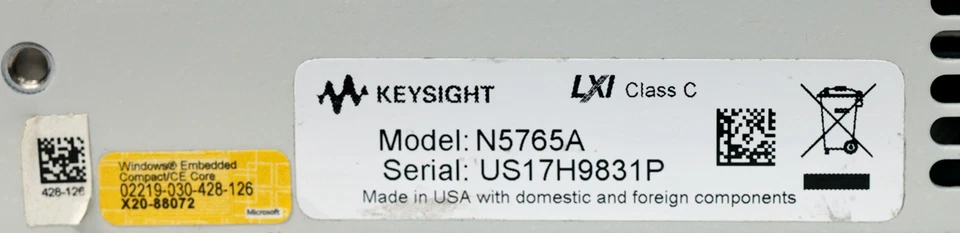 KEYSIGHT
LXI Class C
Model: N5765A
Serial: US17H9831P
Made in USA with domestic and foreign components
428-126
Windows® Embedded
Compact/CE Core
02219-030-428-126
X20-88072
Microsoft